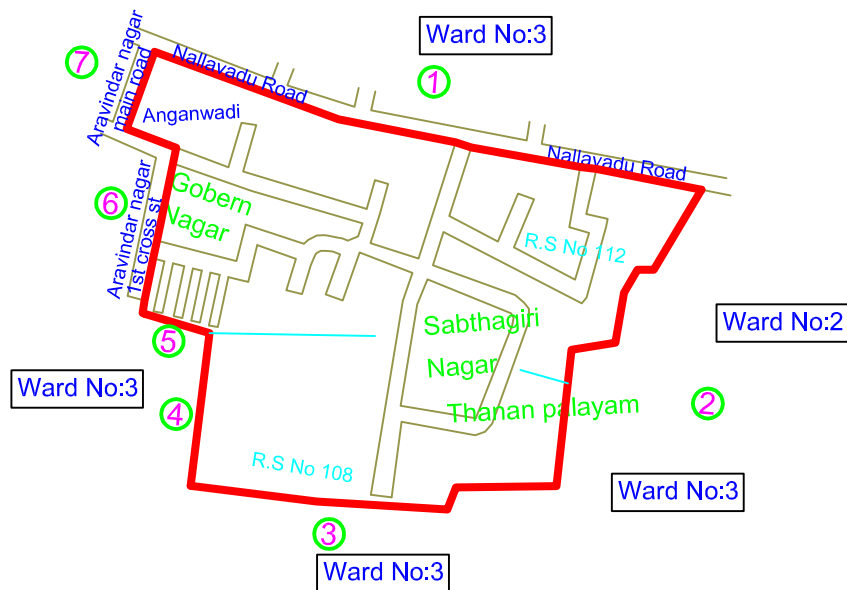 Ward No:3
1
7
Aravindar nagar
main road
Nallavadu Road
Anganwadi
Nallavadu Road
6
Aravindar nagar
1st cross st
Gobern
Nagar
R.S No 112
Ward No:2
Sabthagiri
Nagar
5
Ward No:3
4
Thanan palayam
2
R.S No 108
Ward No:3
3
Ward No:3